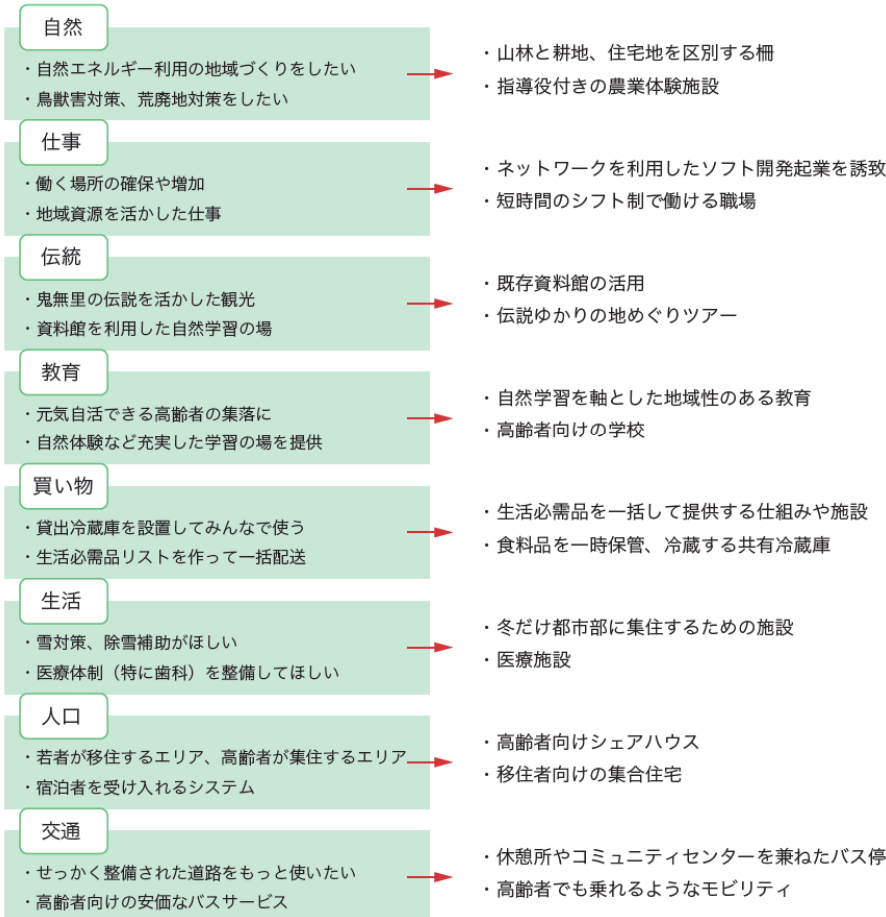 自然
・自然エネルギー利用の地域づくりをしたい
・鳥獣害対策、荒廃地対策をしたい
・山林と耕地、住宅地を区別する柵
・指導役付きの農業体験施設
仕事
・働く場所の確保や増加
・地域資源を活かした仕事
・ネットワークを利用したソフト開発起業を誘致
・短時間のシフト制で働ける職場
伝統
・鬼無里の伝説を活かした観光
・資料館を利用した自然学習の場
・既存資料館の活用
・伝説ゆかりの地めぐりツアー
教育
・元気自活できる高齢者の集落に
・自然体験など充実した学習の場を提供
・自然学習を軸とした地域性のある教育
・高齢者向けの学校
買い物
・貸出冷蔵庫を設置してみんなで使う
・生活必需品リストを作って一括配送
・生活必需品を一括して提供する仕組みや施設
・食料品を一時保管、冷蔵する共有冷蔵庫
生活
・雪対策、除雪補助がほしい
・医療体制（特に歯科）を整備してほしい
・冬だけ都市部に集住するための施設
・医療施設
人口
・若者が移住するエリア、高齢者が集住するエリア
・宿泊者を受け入れるシステム
・高齢者向けシェアハウス
・移住者向けの集合住宅
交通
・せっかく整備された道路をもっと使いたい
・高齢者向けの安価なバスサービス
・休憩所やコミュニティセンターを兼ねたバス停
・高齢者でも乗れるようなモビリティ